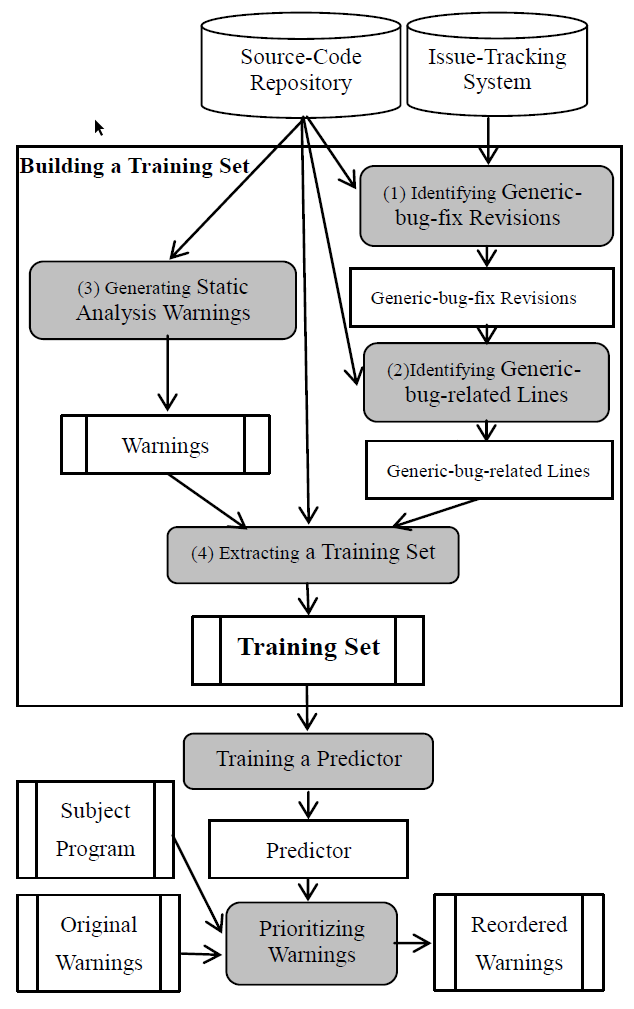 Source-Code
Repository
Issue-Tracking
System
Building a Training Set
(1) Identifying Generic-
bug-fix Revisions
Generic-bug-fix Revisions
(3) Generating Static
Analysis Warnings
(2)Identifying Generic-
bug-related Lines
Warnings
Generic-bug-related Lines
(4) Extracting a Training Set
Training Set
Training a Predictor
Subject
Program
Predictor
Original
Warnings
Prioritizing
Warnings
Reordered
Warnings